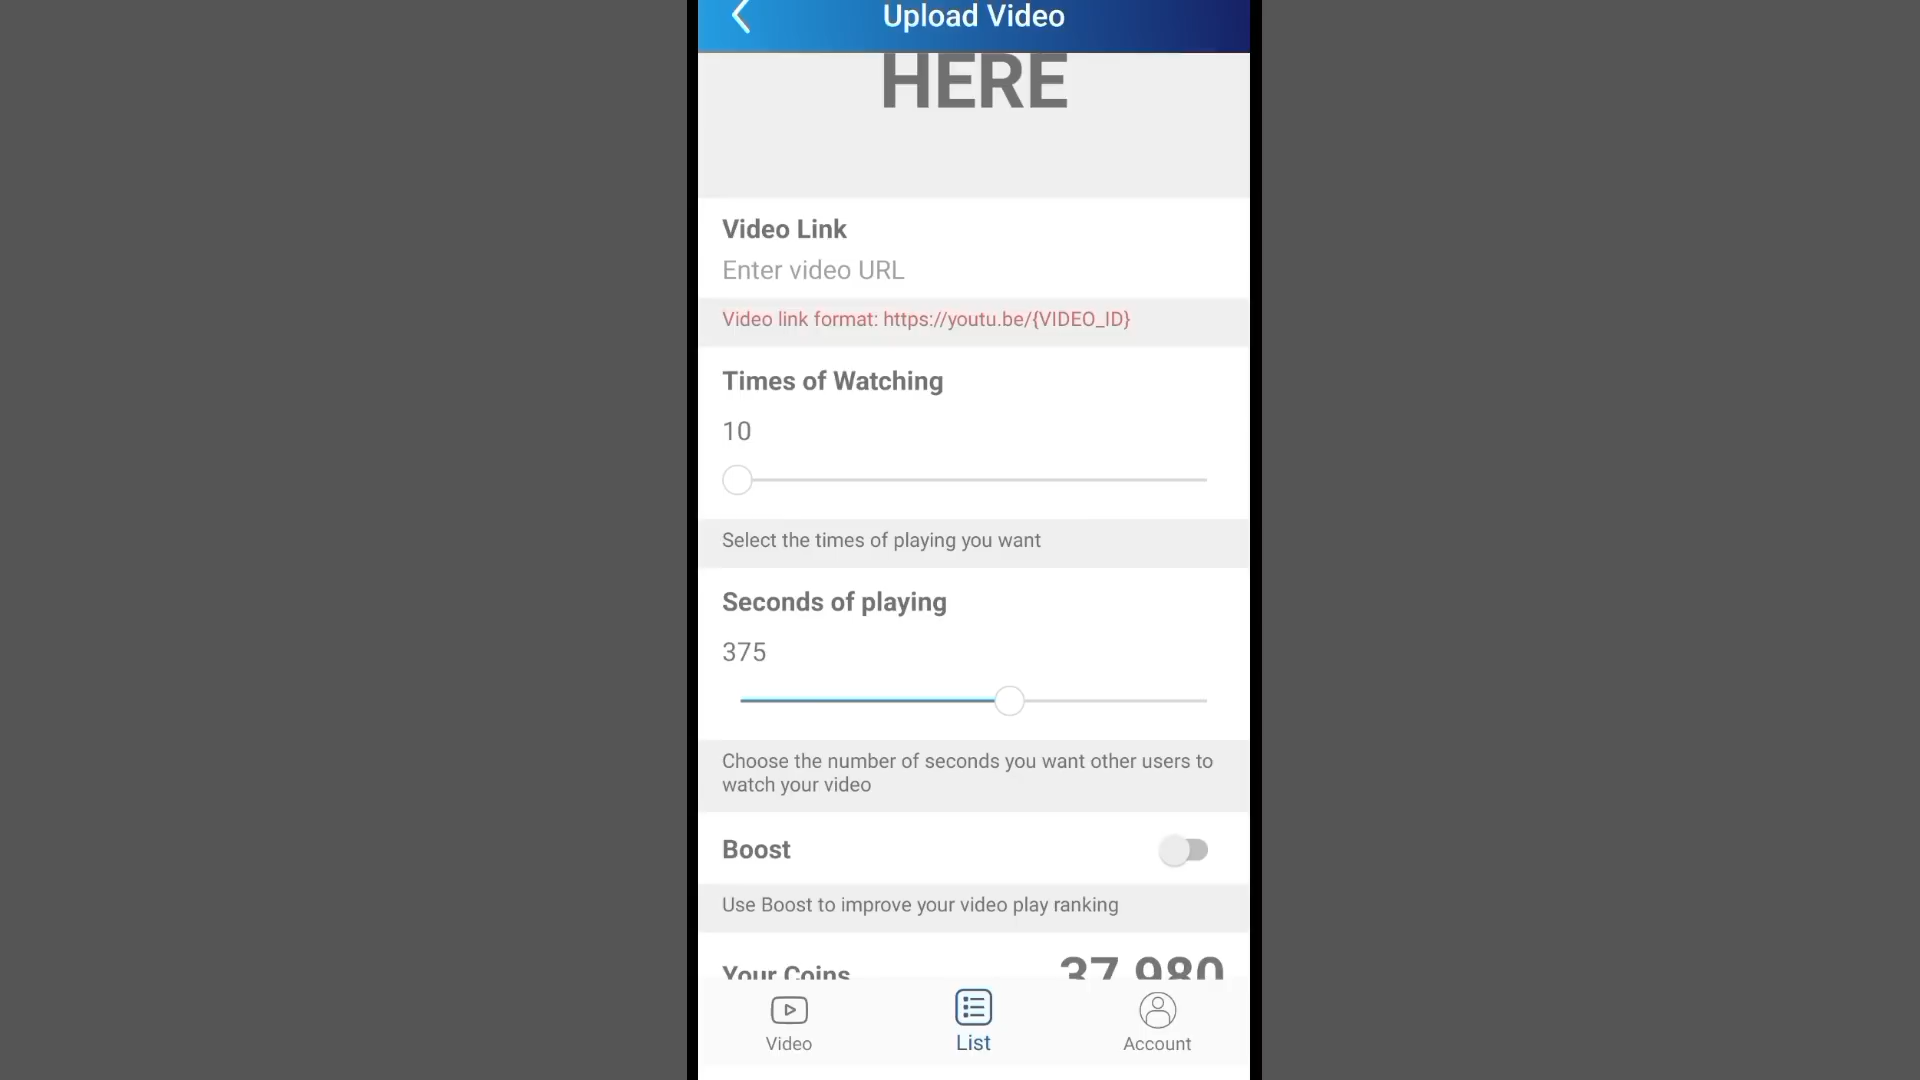 Upload Video
HERE
Video Link
Enter video URL
Video link format: https://youtu.be/{VIDEO_ID}
Times of Watching
10
Select the times of playing you want
Seconds of playing
375
Choose the number of seconds you want other users to
watch your video
Boost
Use Boost to improve your video play ranking
Your Coins 37,980
Video List Account